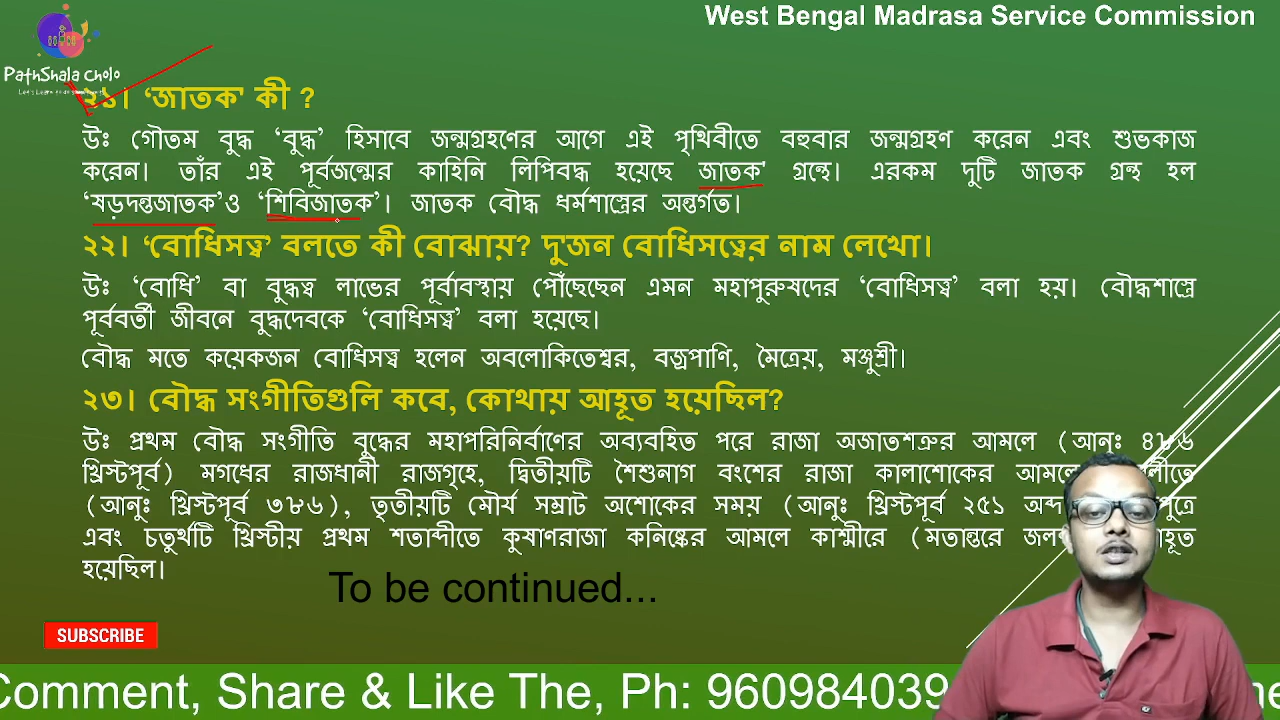 West Bengal Madrasa Service Commission
PathShala Cholo
২১। ‘জাতক' কী ?
উঃ গৌতম বুদ্ধ ‘বুদ্ধ’ হিসাবে জন্মগ্রহণের আগে এই পৃথিবীতে বহুবার জন্মগ্রহণ করেন এবং শুভকাজ
করেন। তাঁর এই পূর্বজন্মের কাহিনি লিপিবদ্ধ হয়েছে জাতক' গ্রন্থে। এরকম দুটি জাতক গ্রন্থ হল
‘ষড়দন্তজাতক’ও ‘শিবিজাতক’। জাতক বৌদ্ধ ধর্মশাস্ত্রের অন্তর্গত।
২২। ‘বোধিসত্ত্ব’ বলতে কী বোঝায়? দু'জন বোধিসত্ত্বের নাম লেখো।
উঃ ‘বোধি’ বা বুদ্ধত্ব লাভের পূর্বাবস্থায় পৌঁছেছেন এমন মহাপুরুষদের ‘বোধিসত্ত্ব’ বলা হয়। বৌদ্ধশাস্ত্রে
পূর্ববর্তী জীবনে বুদ্ধদেবকে ‘বোধিসত্ত্ব’ বলা হয়েছে।
বৌদ্ধ মতে কয়েকজন বোধিসত্ত্ব হলেন অবলোকিতেশ্বর, বজ্রপাণি, মৈত্রেয়, মঞ্জুশ্রী।
২৩। বৌদ্ধ সংগীতিগুলি কবে, কোথায় আহূত হয়েছিল?
উঃ প্রথম বৌদ্ধ সংগীতি বুদ্ধের মহাপরিনির্বাণের অব্যবহিত পরে রাজা অজাতশত্রুর আমলে (আনুঃ ৪৮৬
খ্রিস্টপূর্ব) মগধের রাজধানী রাজগৃহে, দ্বিতীয়টি শৈশুনাগ বংশের রাজা কালাশোকের আমলে
(আনুঃ খ্রিস্টপূর্ব ৩৮৬), তৃতীয়টি মৌর্য সম্রাট অশোকের সময় (আনুঃ খ্রিস্টপূর্ব ২৫১
এবং চতুর্থটি খ্রিস্টীয় প্রথম শতাব্দীতে কুষাণরাজা কনিষ্কের আমলে কাশ্মীরে (মতান্তরে
হয়েছিল।
To be continued...
SUBSCRIBE
Comment, Share & Like The, Ph: 960984039